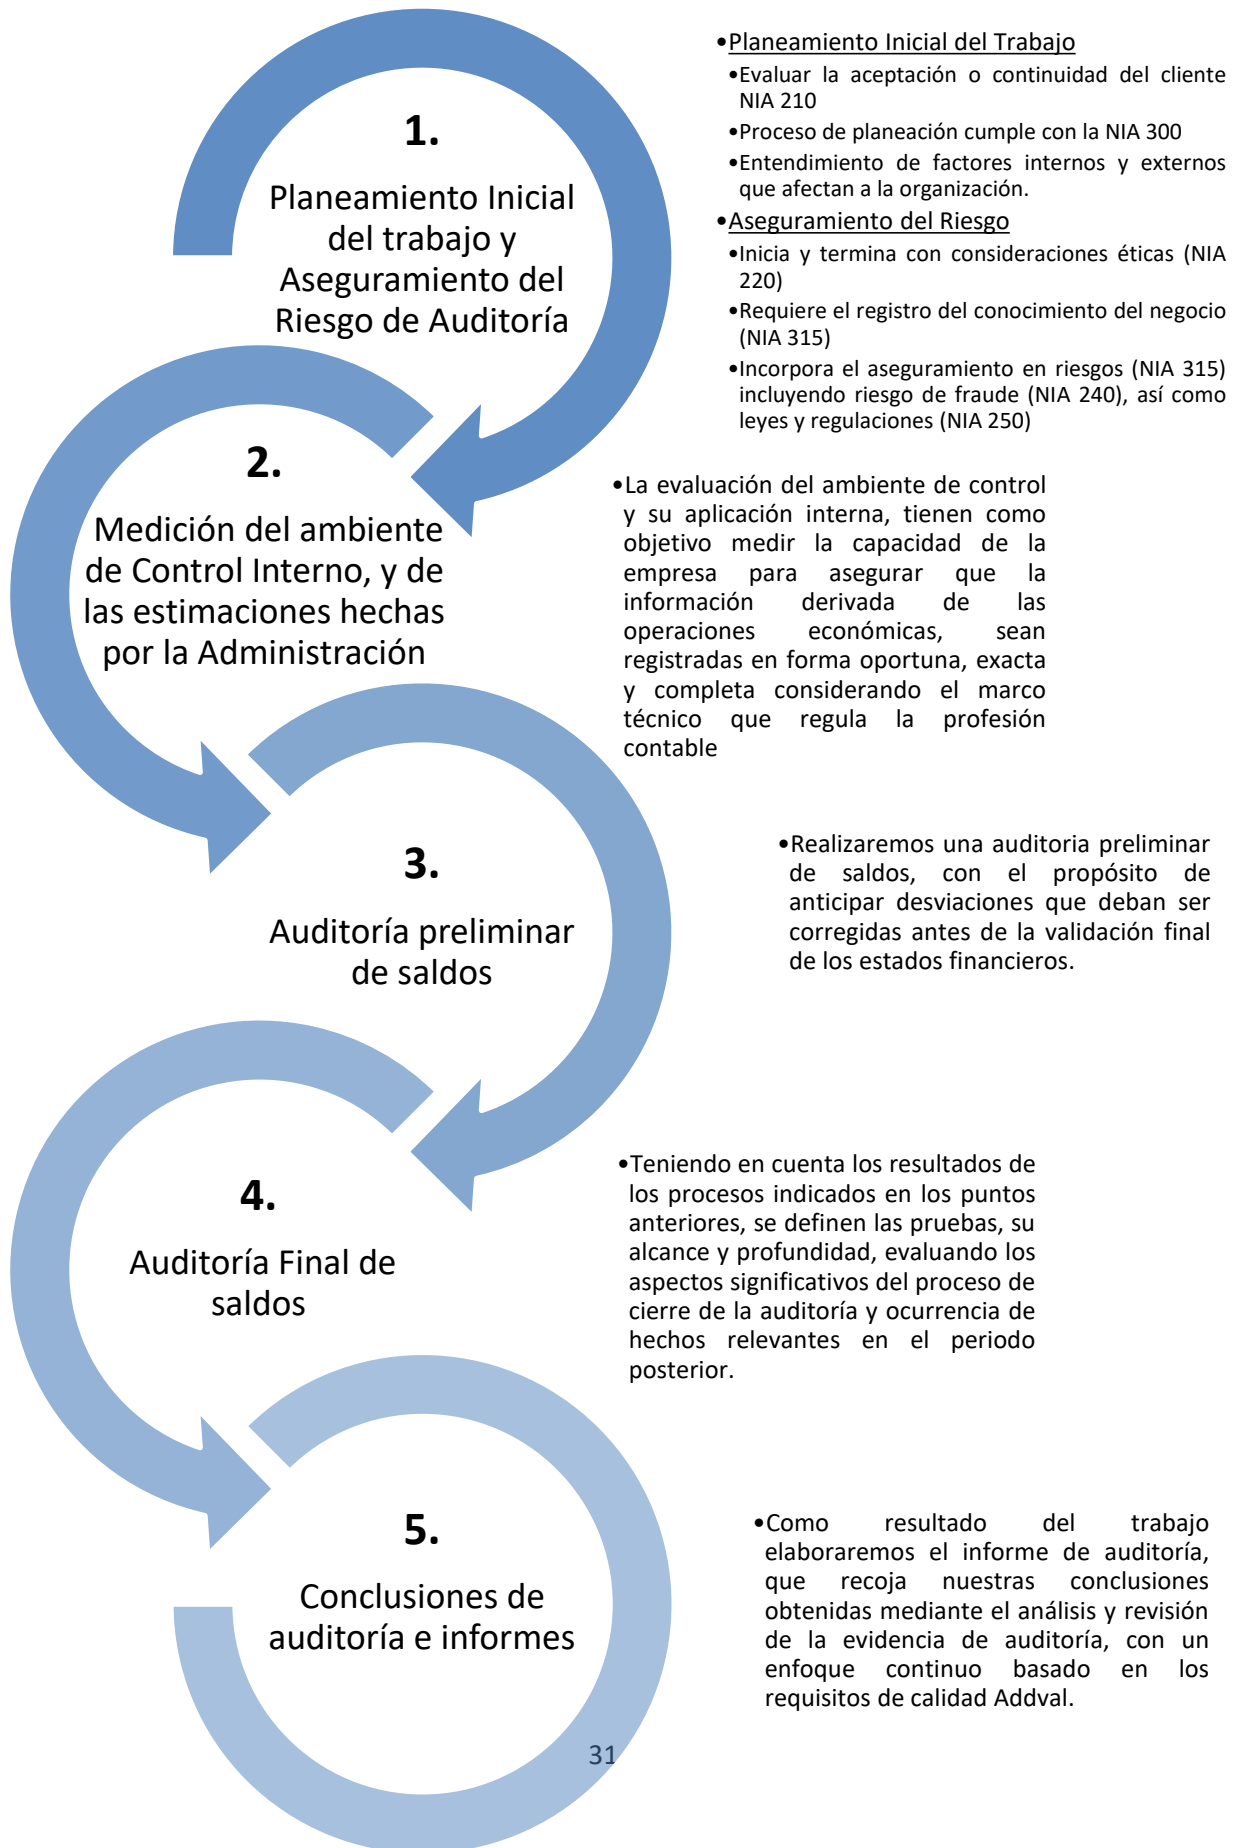 1.
Planeamiento Inicial
del trabajo y
Aseguramiento del
Riesgo de Auditoría
•Planeamiento Inicial del Trabajo
•Evaluar la aceptación o continuidad del cliente
NIA 210
•Proceso de planeación cumple con la NIA 300
•Entendimiento de factores internos y externos
que afectan a la organización.
•Aseguramiento del Riesgo
•Inicia y termina con consideraciones éticas (NIA
220)
•Requiere el registro del conocimiento del negocio
(NIA 315)
•Incorpora el aseguramiento en riesgos (NIA 315)
incluyendo riesgo de fraude (NIA 240), así como
leyes y regulaciones (NIA 250)
2.
Medición del ambiente
de Control Interno, y de
las estimaciones hechas
por la Administración
•La evaluación del ambiente de control
y su aplicación interna, tienen como
objetivo medir la capacidad de la
empresa para asegurar que la
información derivada de las
operaciones económicas, sean
registradas en forma oportuna, exacta
y completa considerando el marco
técnico que regula la profesión
contable
3.
Auditoría preliminar
de saldos
•Realizaremos una auditoria preliminar
de saldos, con el propósito de
anticipar desviaciones que deban ser
corregidas antes de la validación final
de los estados financieros.
4.
Auditoría Final de
saldos
•Teniendo en cuenta los resultados de
los procesos indicados en los puntos
anteriores, se definen las pruebas, su
alcance y profundidad, evaluando los
aspectos significativos del proceso de
cierre de la auditoría y ocurrencia de
hechos relevantes en el periodo
posterior.
5.
Conclusiones de
auditoría e informes
•Como resultado del trabajo
elaboraremos el informe de auditoría,
que recoja nuestras conclusiones
obtenidas mediante el análisis y revisión
de la evidencia de auditoría, con un
enfoque continuo basado en los
requisitos de calidad Addval.
31